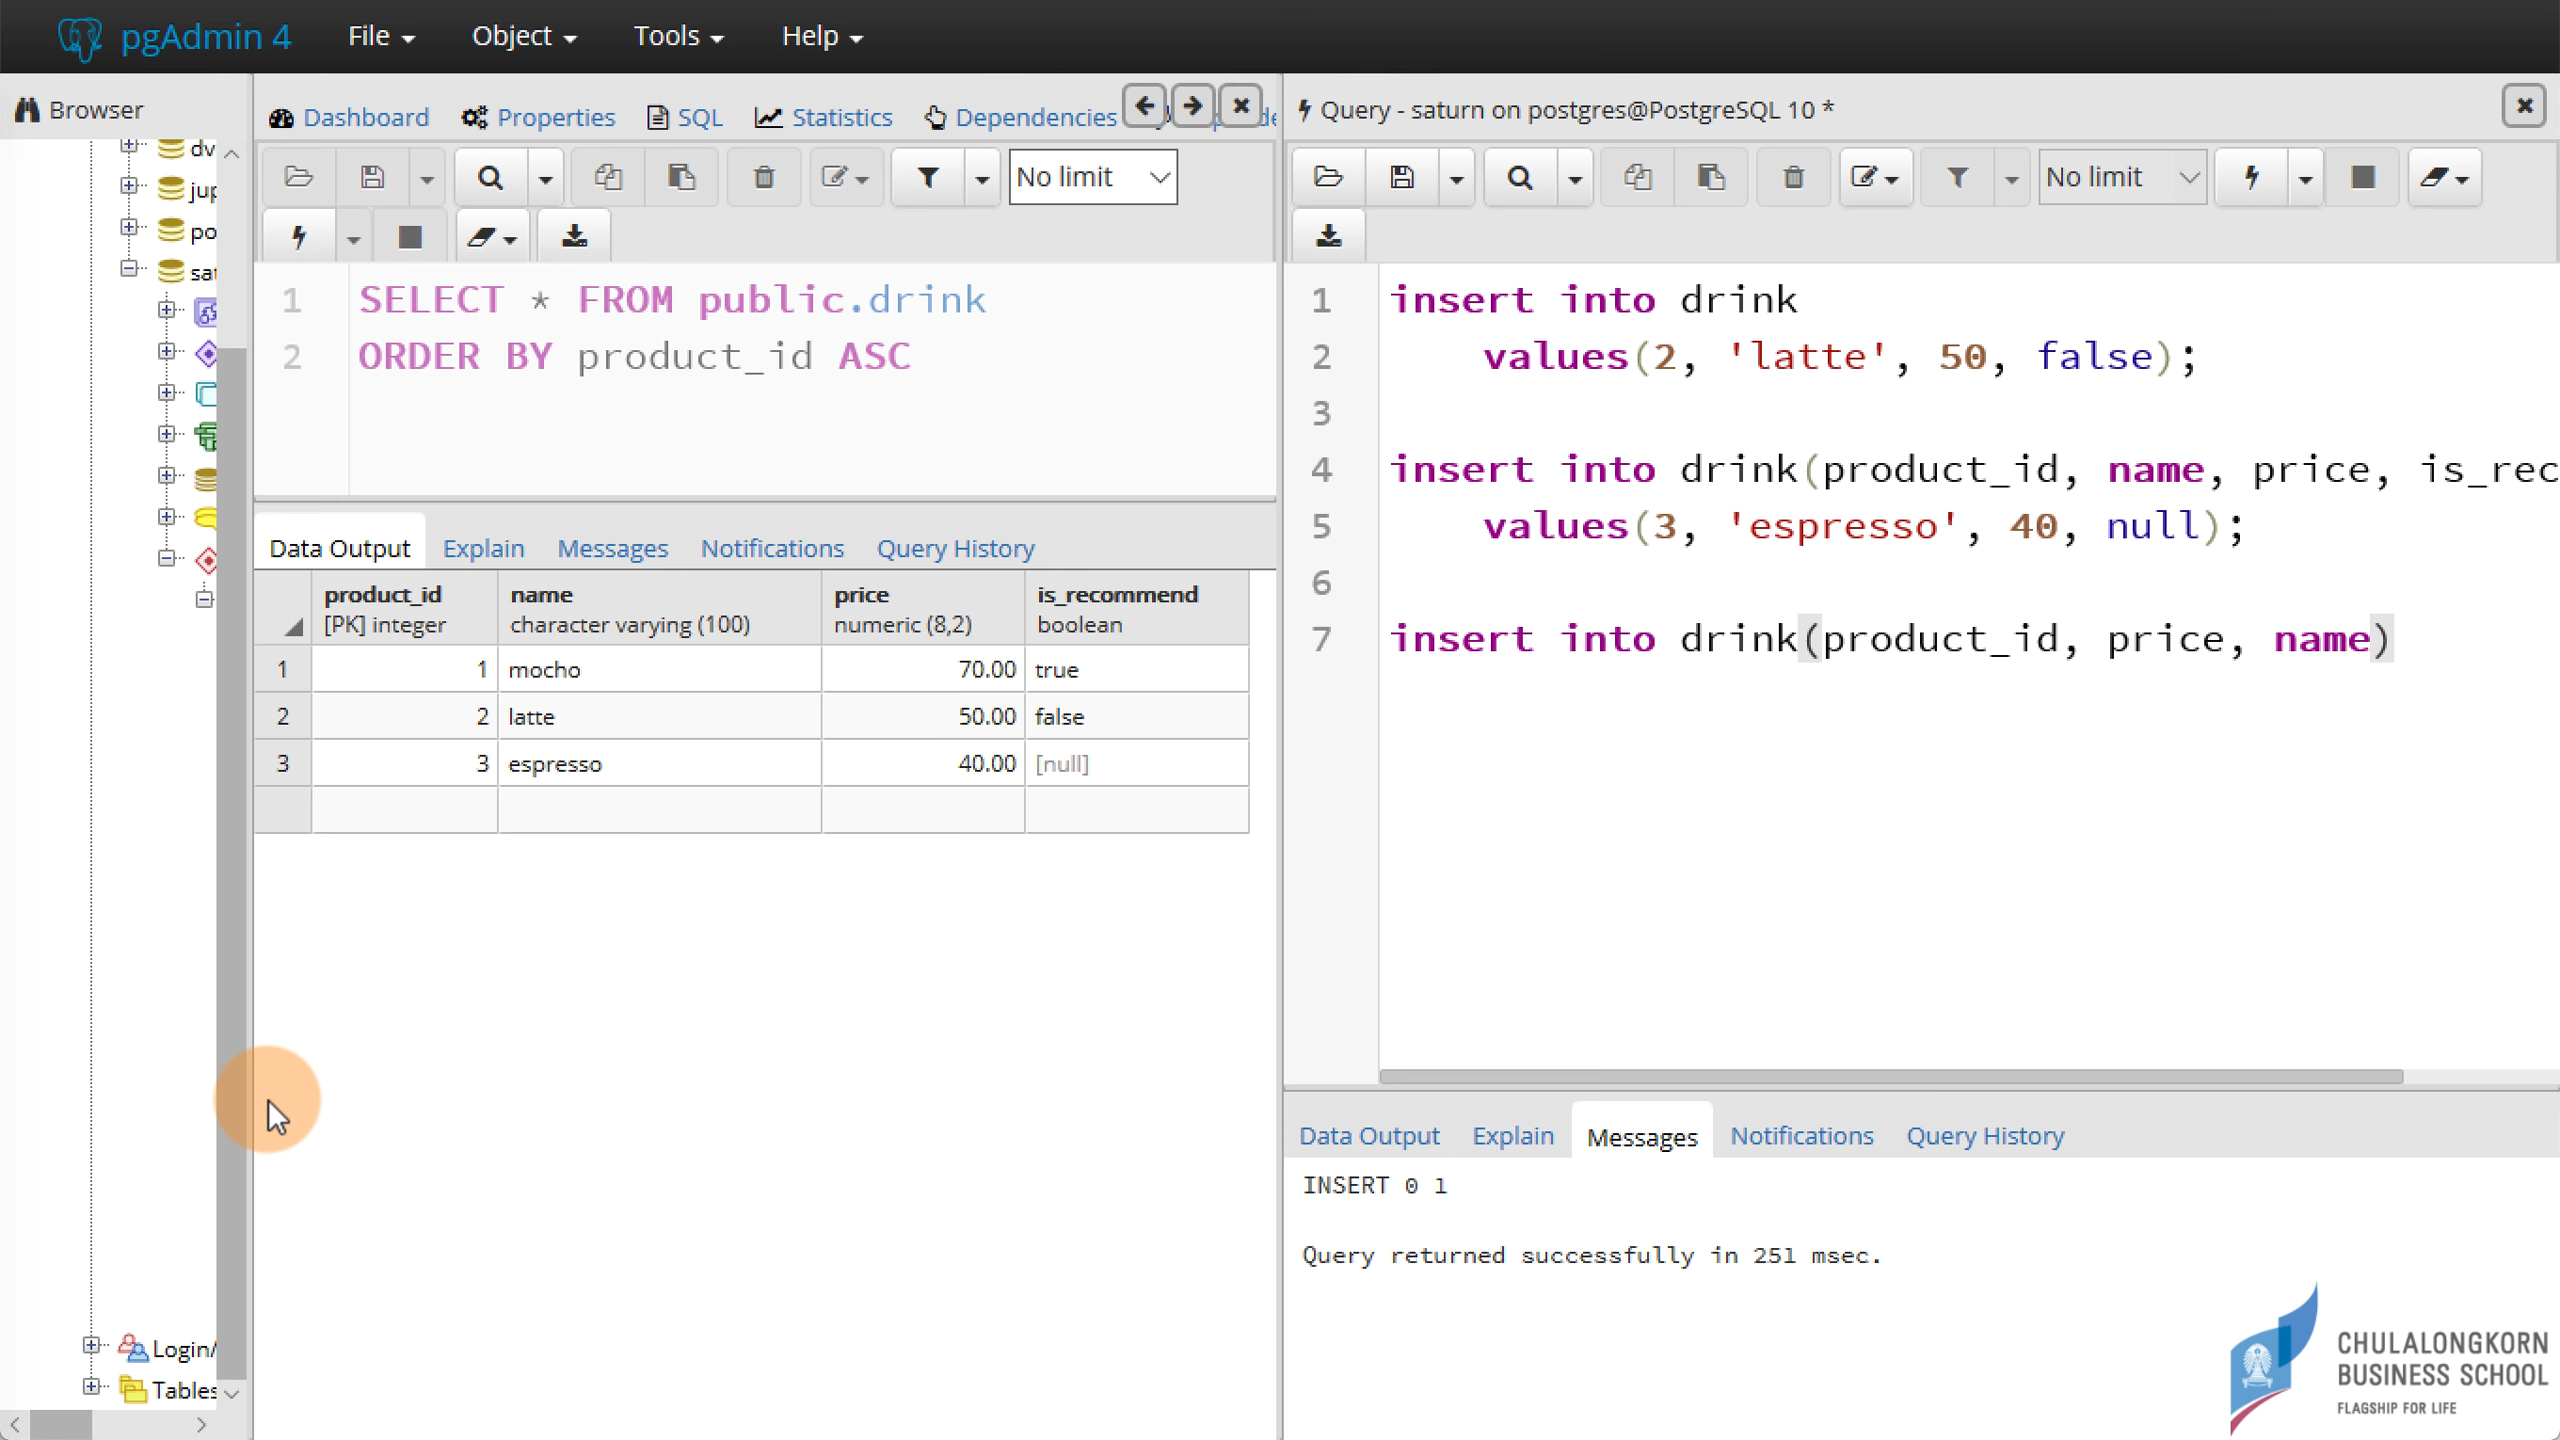 pgAdmin 4 File Object Tools Help
Browser
Dashboard Properties SQL Statistics Dependencies
Query - saturn on postgres@PostgreSQL 10 *
dv
jup
po
sat
Login/
Tables
No limit
1 SELECT * FROM public.drink
2 ORDER BY product_id ASC
Data Output Explain Messages Notifications Query History
product_id name price is_recommend
[PK] integer character varying (100) numeric (8,2) boolean
1 1 mocho 70.00 true
2 2 latte 50.00 false
3 3 espresso 40.00 [null]
No limit
1 insert into drink
2 values(2, 'latte', 50, false);
3
4 insert into drink(product_id, name, price, is_rec
5 values(3, 'espresso', 40, null);
6
7 insert into drink(product_id, price, name)
Data Output Explain Messages Notifications Query History
INSERT 0 1
Query returned successfully in 251 msec.
CHULALONGKORN
BUSINESS SCHOOL
FLAGSHIP FOR LIFE